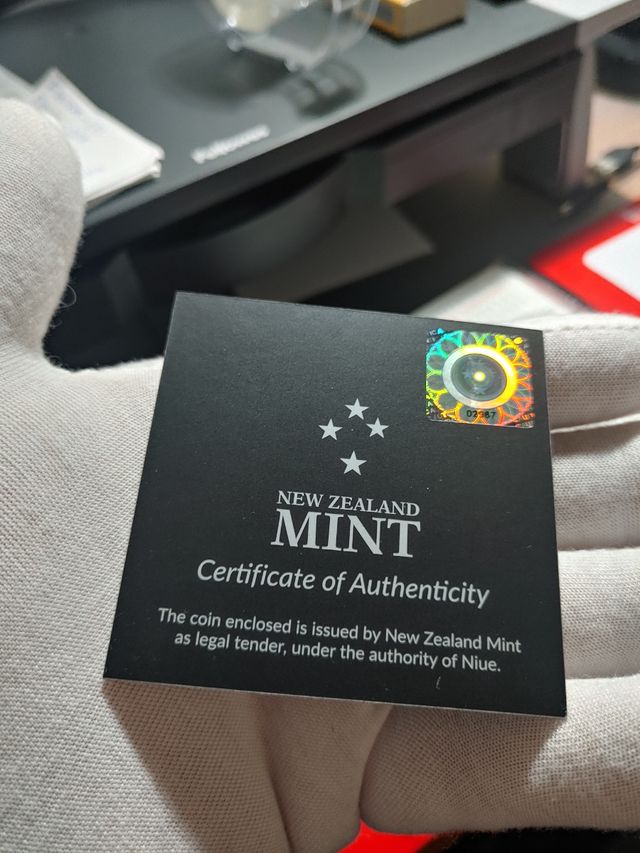 02967
NEW ZEALAND
MINT
Certificate of Authenticity
The coin enclosed is issued by New Zealand Mint
as legal tender, under the authority of Niue.